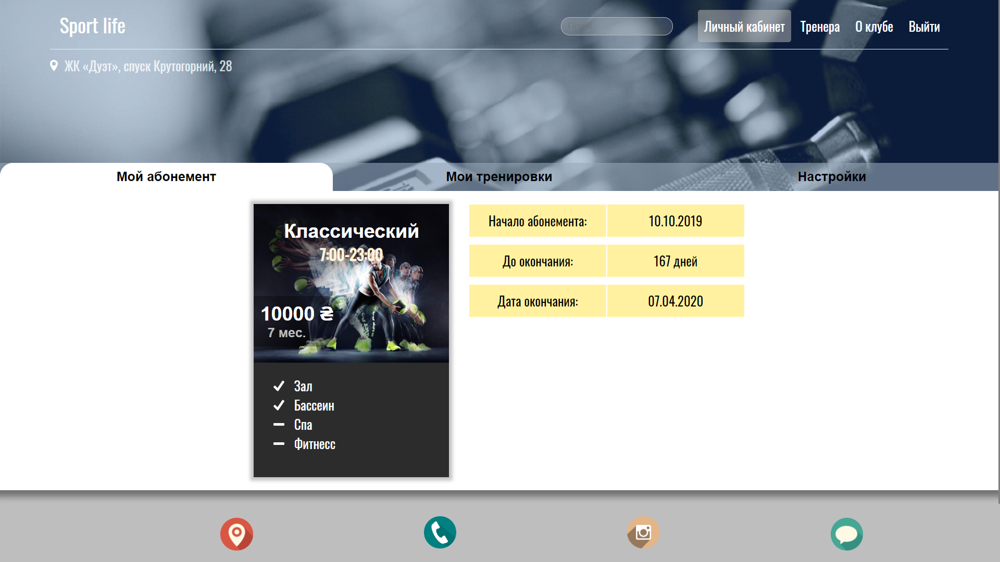 Sport life
Поиск
Личный кабинет
Тренера
О клубе
Выйти
ЖК «Дуэт», спуск Крутогорний, 28
Мой абонемент
Мои тренировки
Настройки
Классический
7:00-23:00
10000 ₴
7 мес.
Зал
Бассеин
Спа
Фитнесс
Начало абонемента: 10.10.2019
До окончания: 167 дней
Дата окончания: 07.04.2020